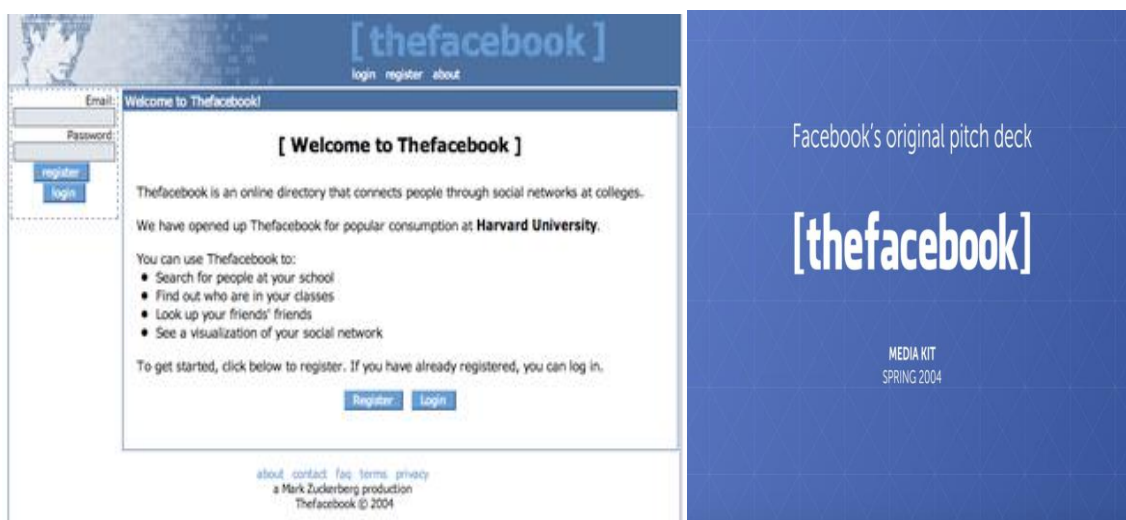 [thefacebook]
login register about
Email:
Password:
register
login
Welcome to Thefacebook!
[ Welcome to Thefacebook ]
Thefacebook is an online directory that connects people through social networks at colleges.
We have opened up Thefacebook for popular consumption at Harvard University.
You can use Thefacebook to:
• Search for people at your school
• Find out who are in your classes
• Look up your friends' friends
• See a visualization of your social network
To get started, click below to register. If you have already registered, you can log in.
Register Login
about contact faq terms privacy
a Mark Zuckerberg production
Thefacebook © 2004
Facebook's original pitch deck
[thefacebook]
MEDIA KIT
SPRING 2004